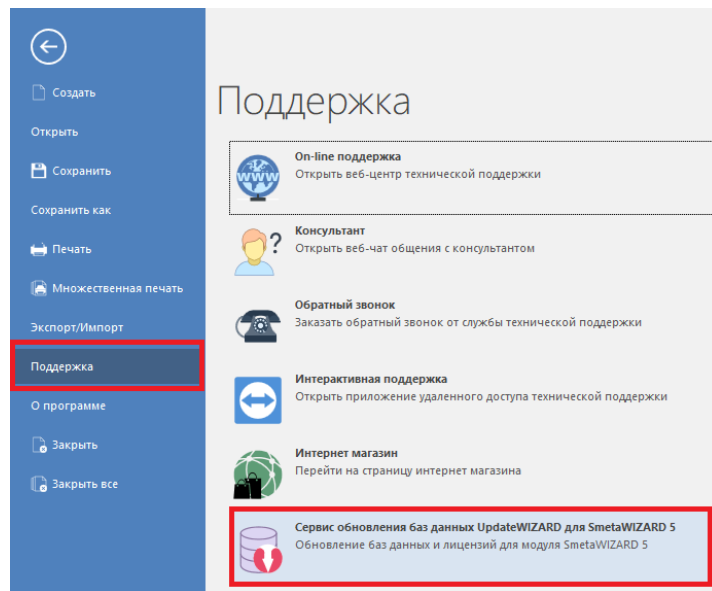 Создать
Открыть
Сохранить
Сохранить как
Печать
Множественная печать
Экспорт/Импорт
Поддержка
О программе
Закрыть
Закрыть все
Поддержка
On-line поддержка
Открыть веб-центр технической поддержки
WWW
Консультант
Открыть веб-чат общения с консультантом
?
Обратный звонок
Заказать обратный звонок от службы технической поддержки
Интерактивная поддержка
Открыть приложение удаленного доступа технической поддержки
Интернет магазин
Перейти на страницу интернет магазина
Сервис обновления баз данных UpdateWIZARD для SmetaWIZARD 5
Обновление баз данных и лицензий для модуля SmetaWIZARD 5